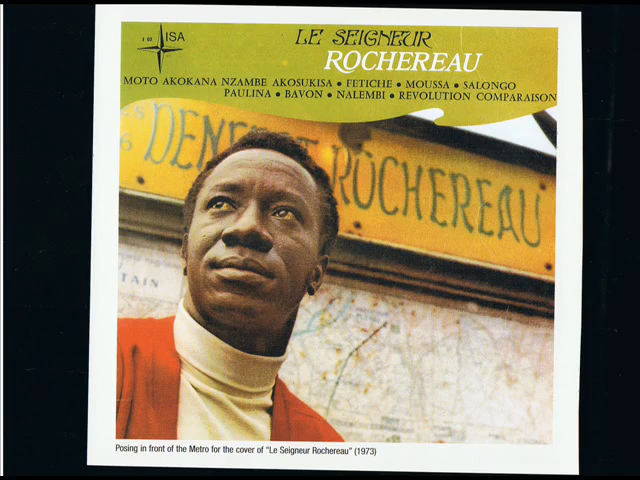 ISA
LE SEIGNEUR
ROCHEREAU
MOTO AKOKANA NZAMBE AKOSUKISA • FETICHE • MOUSSA • SALONGO
PAULINA • BAVON • NALEMBI • REVOLUTION COMPARAISON
DENFERT ROCHEREAU
TAIN
Posing in front of the Metro for the cover of “Le Seigneur Rochereau” (1973)